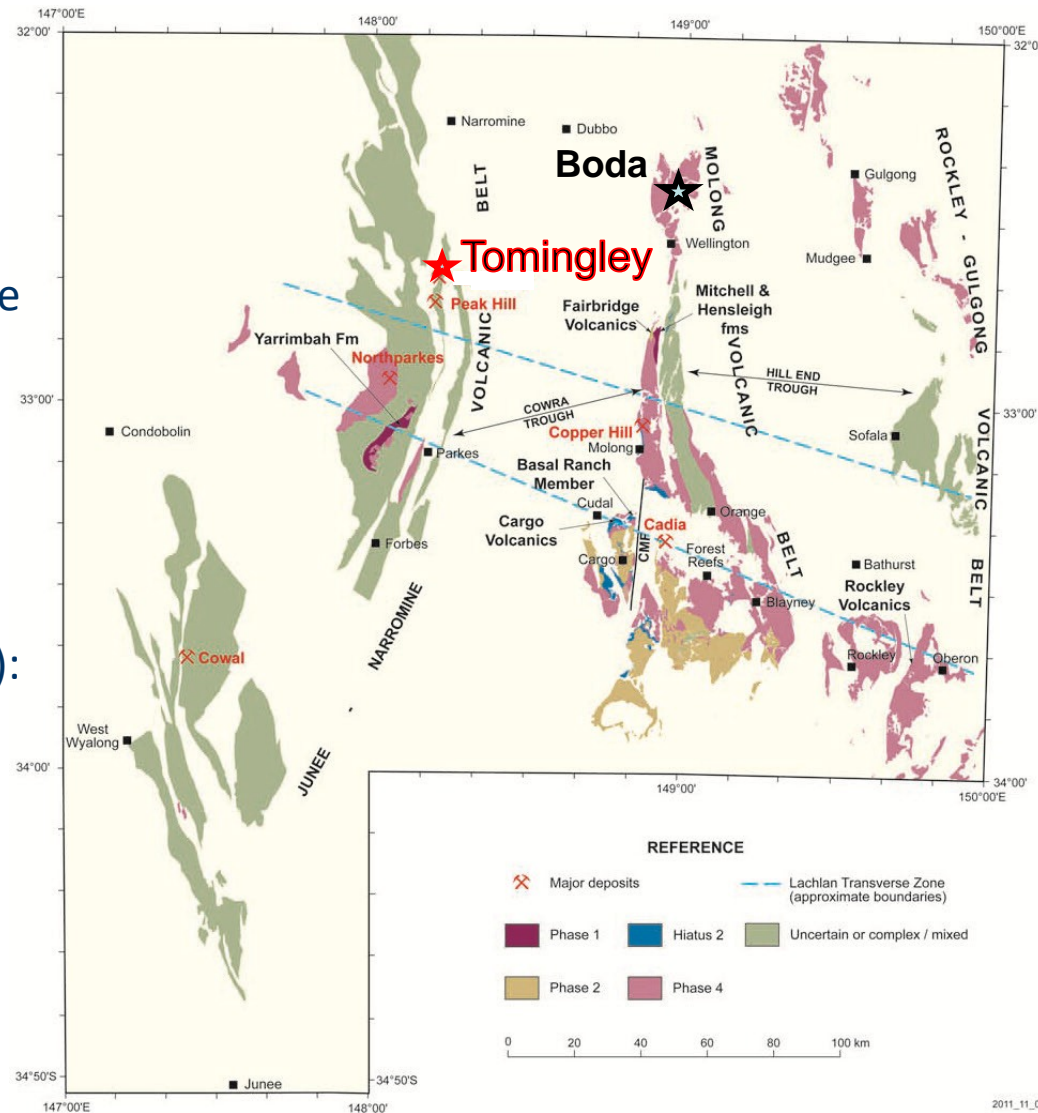 147°00'E
148°00'
149°00'
150°00'E
32°00'
32°0
Narromine
Dubbo
BELT
Boda
MOLONG
Gulgong
ROCKLEY - GULGONG
Wellington
Mudgee
Tomingley
e
Peak Hill
Fairbridge
Volcanics
Mitchell &
Hensleigh
fms
Yarrimbah Fm
Northparkes
VOLCANIC
VOLCANIC
HILL END
TROUGH
33°00'
33°00'
COWRA
TROUGH
Condobolin
Copper Hill
Molong
Sofala
VOLCANIC
Parkes
Basal Ranch
Member
Cudal
Orange
Cargo
Volcanics
Cadia
CMF
Forbes
Cargo
Forest
Reefs
BELT
Bathurst
BELT
Blayney
Rockley
Volcanics
NARROMINE
):
Cowal
Rockley
Oberon
West
Wyalong
34°00'
JUNEE
34°00'
149°00'
150°00'E
REFERENCE
Major deposits
Lachlan Transverse Zone
(approximate boundaries)
Phase 1
Hiatus 2
Uncertain or complex / mixed
Phase 2
Phase 4
0
20
40
60
80
100 km
34°50'S
34°50'S
Junee
147°00'E
148°00'
2011_11_0